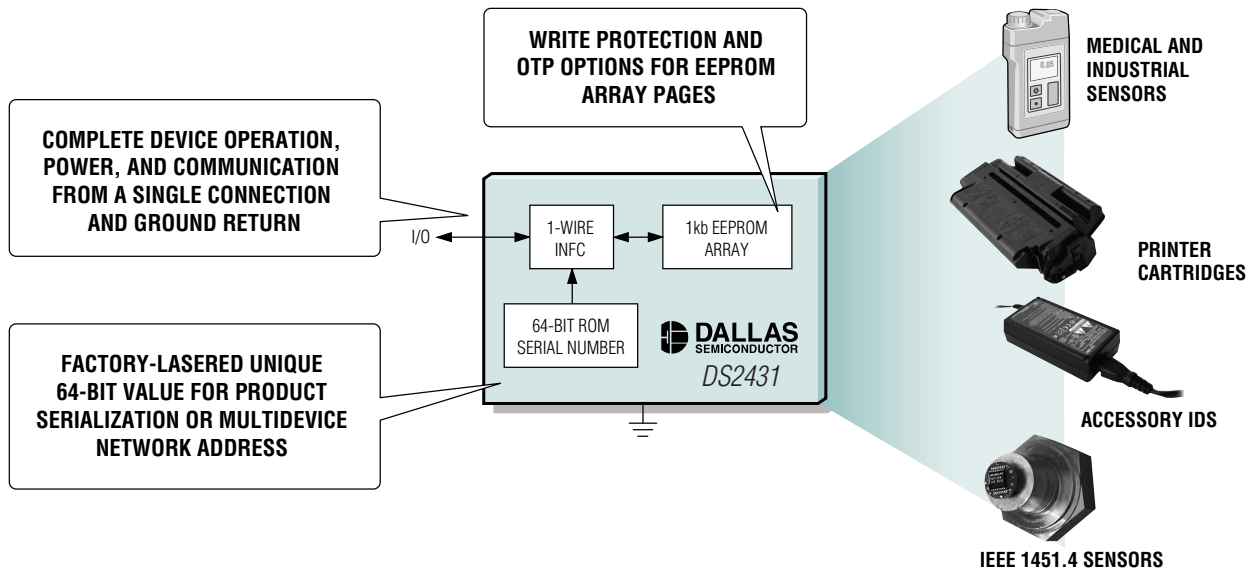 WRITE PROTECTION AND
OTP OPTIONS FOR EEPROM
ARRAY PAGES
COMPLETE DEVICE OPERATION,
POWER, AND COMMUNICATION
FROM A SINGLE CONNECTION
AND GROUND RETURN
FACTORY-LASERED UNIQUE
64-BIT VALUE FOR PRODUCT
SERIALIZATION OR MULTIDEVICE
NETWORK ADDRESS
I/O
1-WIRE
INFC
1kb EEPROM
ARRAY
64-BIT ROM
SERIAL NUMBER
DALLAS
SEMICONDUCTOR
DS2431
MEDICAL AND
INDUSTRIAL
SENSORS
PRINTER
CARTRIDGES
ACCESSORY IDS
IEEE 1451.4 SENSORS